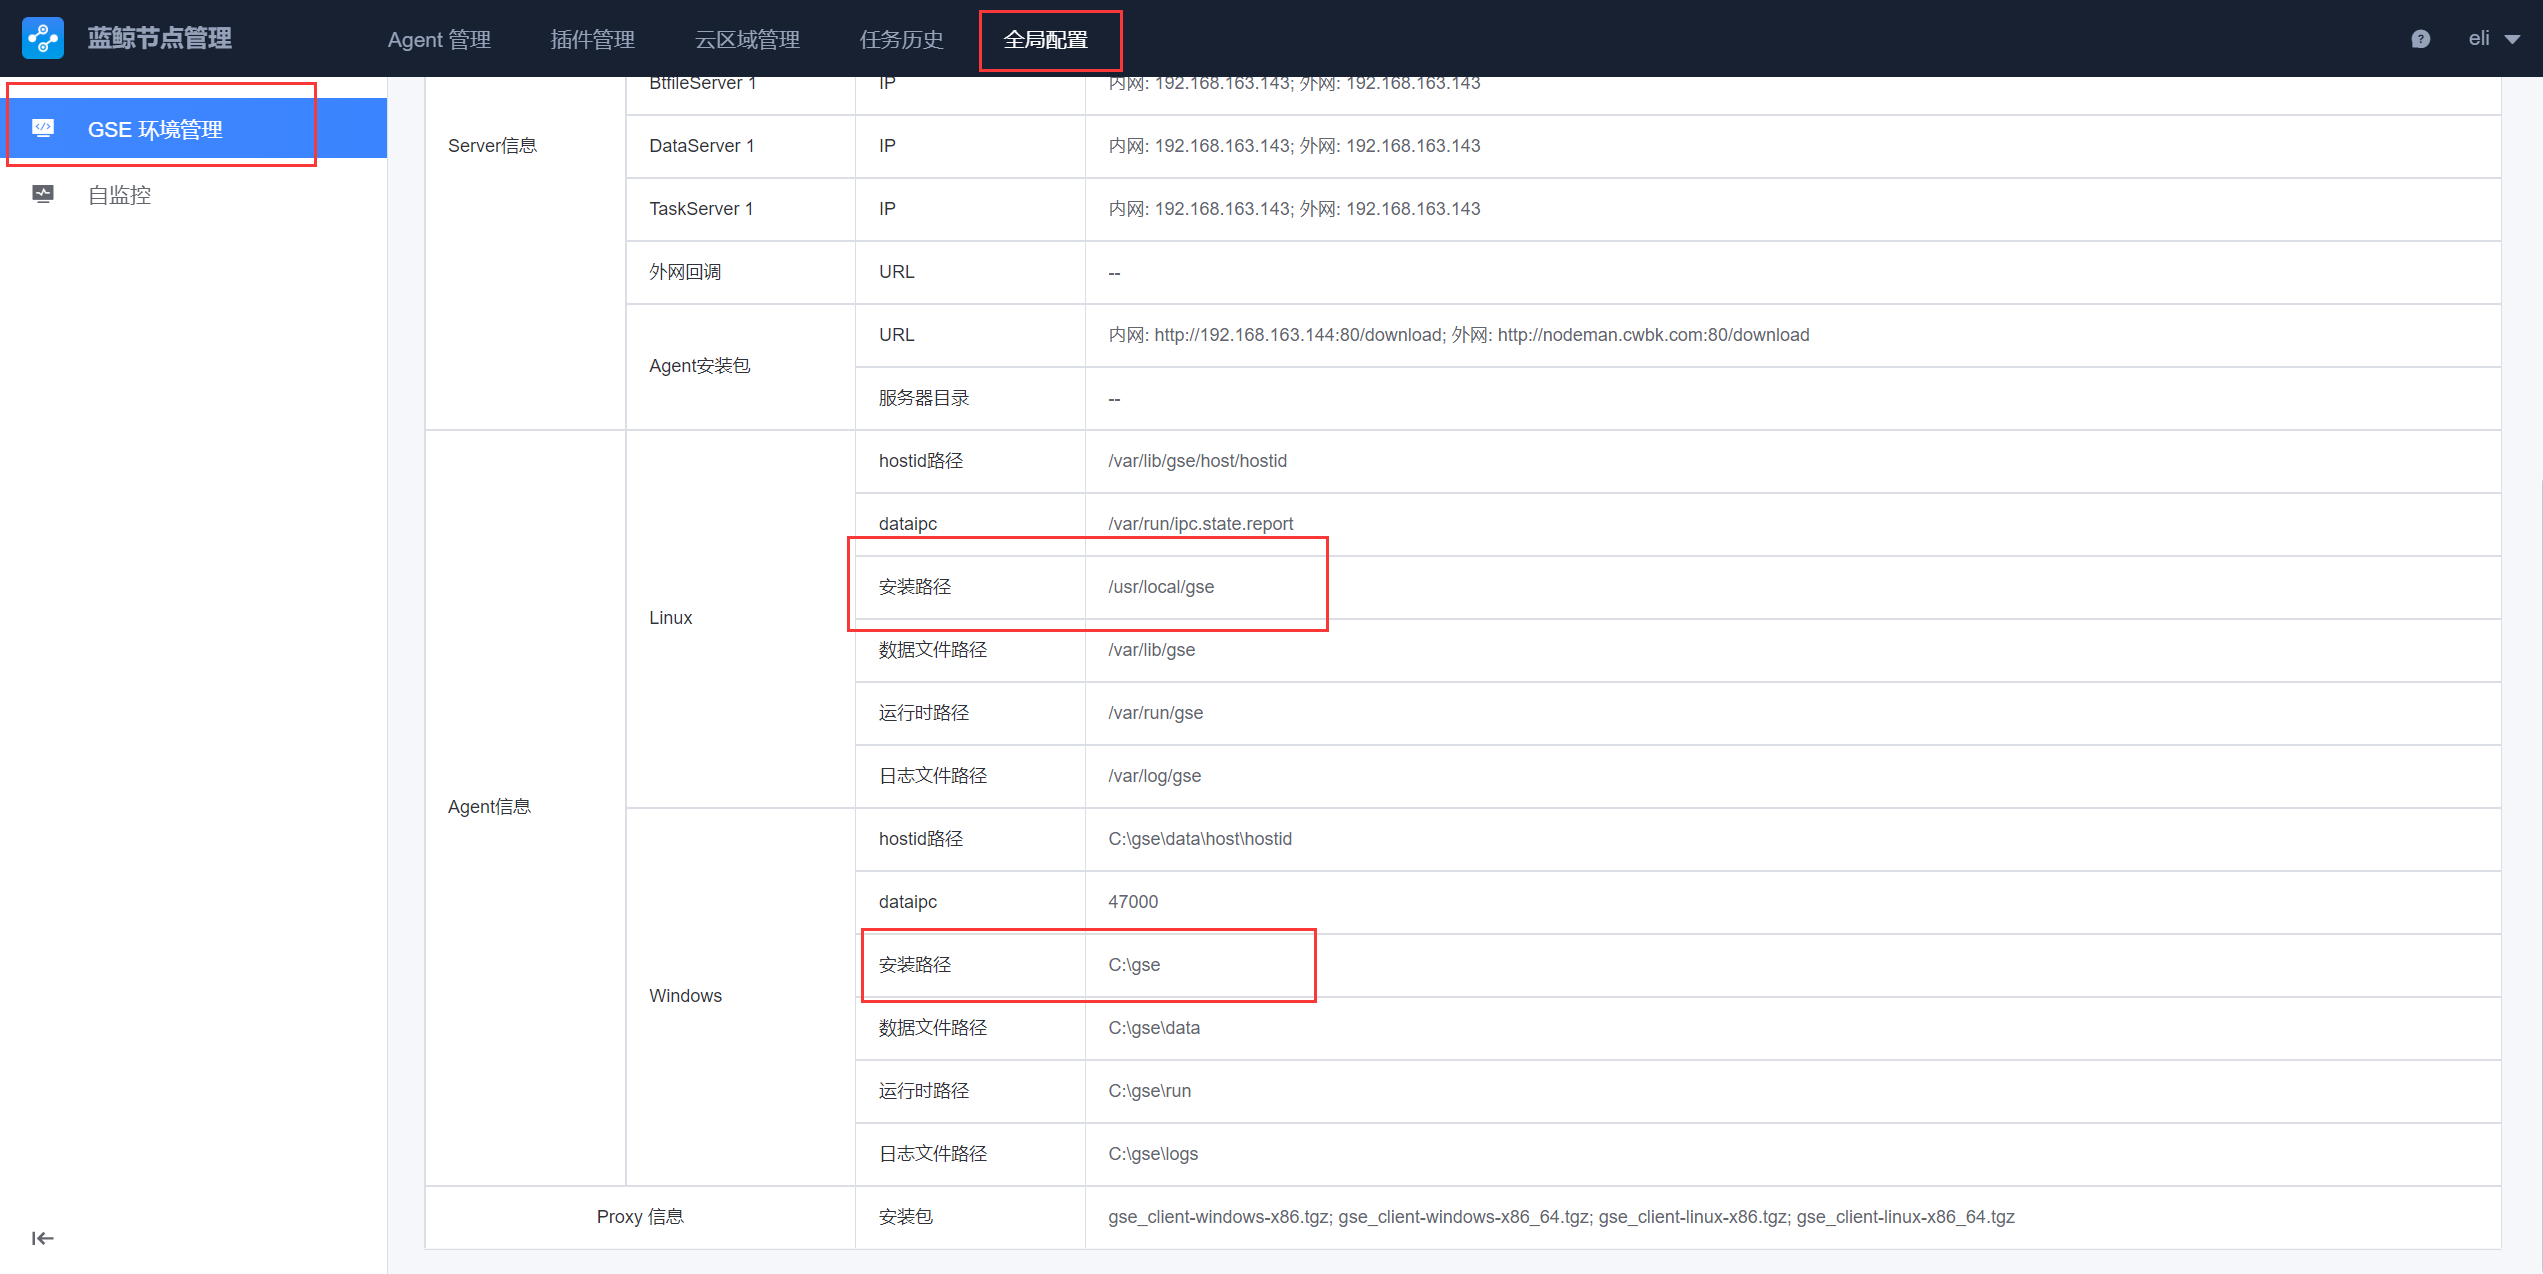 蓝鲸节点管理 Agent 管理 插件管理 云区域管理 任务历史 全局配置 eli
GSE 环境管理
自监控
BtfileServer 1 IP 内网: 192.168.163.143; 外网: 192.168.163.143
Server信息 DataServer 1 IP 内网: 192.168.163.143; 外网: 192.168.163.143
TaskServer 1 IP 内网: 192.168.163.143; 外网: 192.168.163.143
外网回调 URL --
Agent安装包 URL 内网: http://192.168.163.144:80/download; 外网: http://nodeman.cwbk.com:80/download
服务器目录 --
Agent信息
Linux
hostid路径 /var/lib/gse/host/hostid
dataipc /var/run/ipc.state.report
安装路径 /usr/local/gse
数据文件路径 /var/lib/gse
运行时路径 /var/run/gse
日志文件路径 /var/log/gse
Windows
hostid路径 C:\gse\data\host\hostid
dataipc 47000
安装路径 C:\gse
数据文件路径 C:\gse\data
运行时路径 C:\gse\run
日志文件路径 C:\gse\logs
Proxy 信息 安装包 gse_client-windows-x86.tgz; gse_client-windows-x86_64.tgz; gse_client-linux-x86.tgz; gse_client-linux-x86_64.tgz